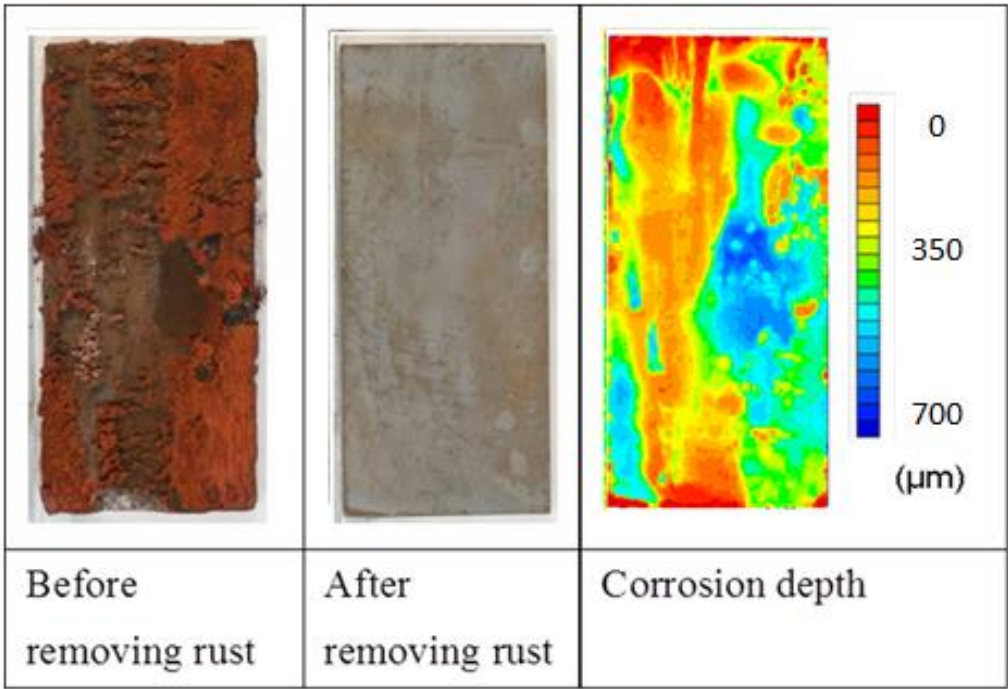 0
350
700
(μm)
Before
removing rust
After
removing rust
Corrosion depth